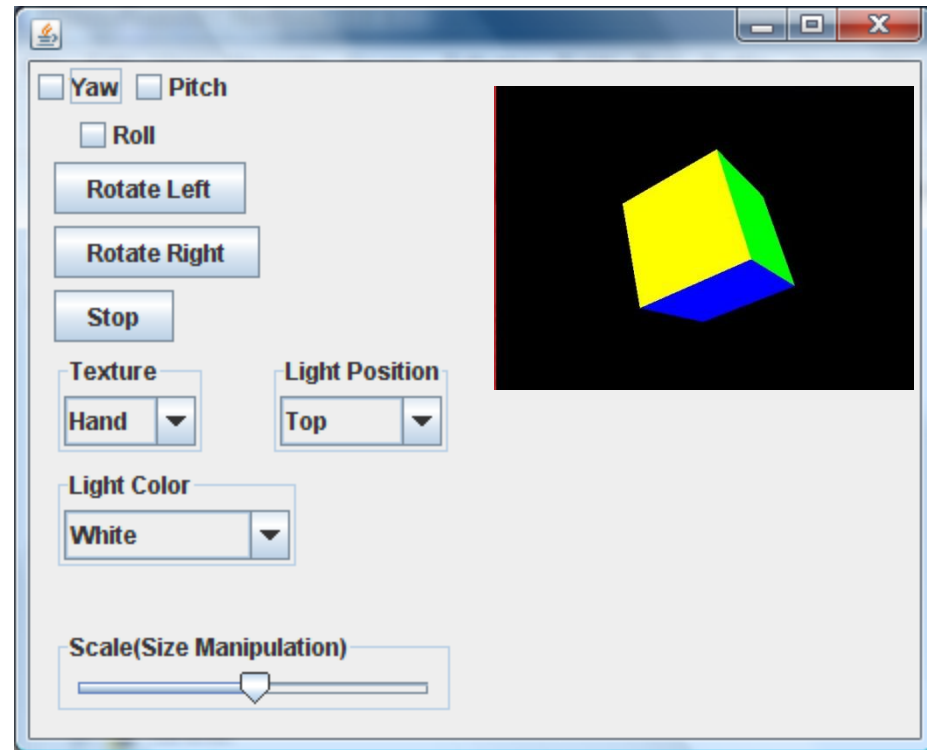 Yaw Pitch
Roll
Rotate Left
Rotate Right
Stop
Texture Light Position
Hand Top
Light Color
White
Scale(Size Manipulation)